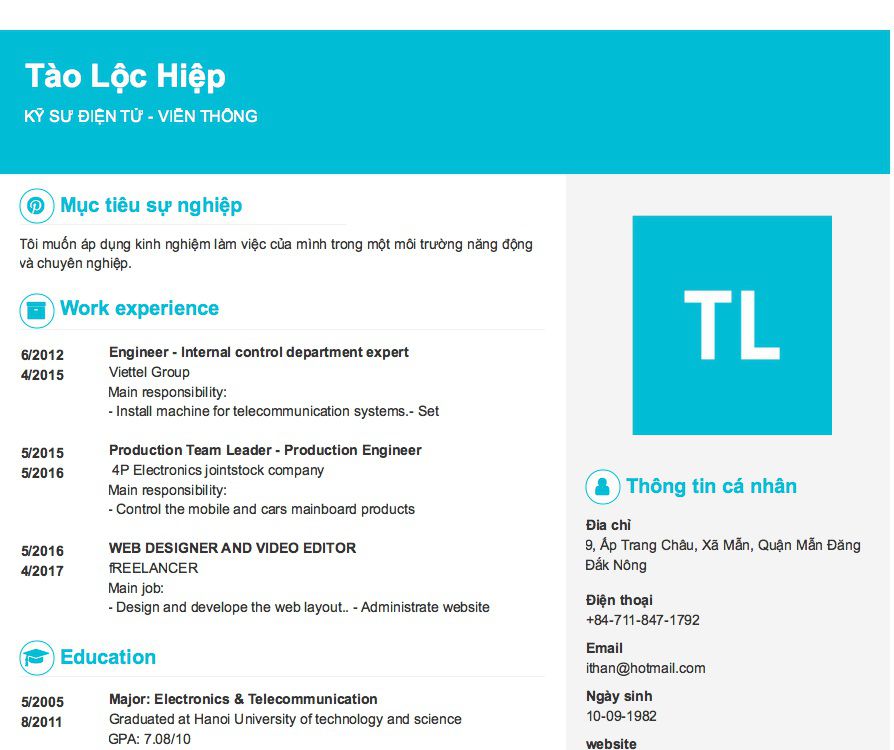 Tào Lộc Hiệp
KỸ SƯ ĐIỆN TỬ - VIỄN THÔNG
Mục tiêu sự nghiệp
Tôi muốn áp dụng kinh nghiệm làm việc của mình trong một môi trường năng động
và chuyên nghiệp.
Work experience
6/2012
4/2015
Engineer - Internal control department expert
Viettel Group
Main responsibility:
- Install machine for telecommunication systems.- Set
5/2015
5/2016
Production Team Leader - Production Engineer
4P Electronics jointstock company
Main responsibility:
- Control the mobile and cars mainboard products
5/2016
4/2017
WEB DESIGNER AND VIDEO EDITOR
fREELANCER
Main job:
- Design and develope the web layout.. - Administrate website
Education
5/2005
8/2011
Major: Electronics & Telecommunication
Graduated at Hanoi University of technology and science
GPA: 7.08/10
TL
Thông tin cá nhân
Địa chỉ
9, Ấp Trang Châu, Xã Mẫn, Quận Mẫn Đăng
Đắk Nông
Điện thoại
+84-711-847-1792
Email
ithan@hotmail.com
Ngày sinh
10-09-1982
website